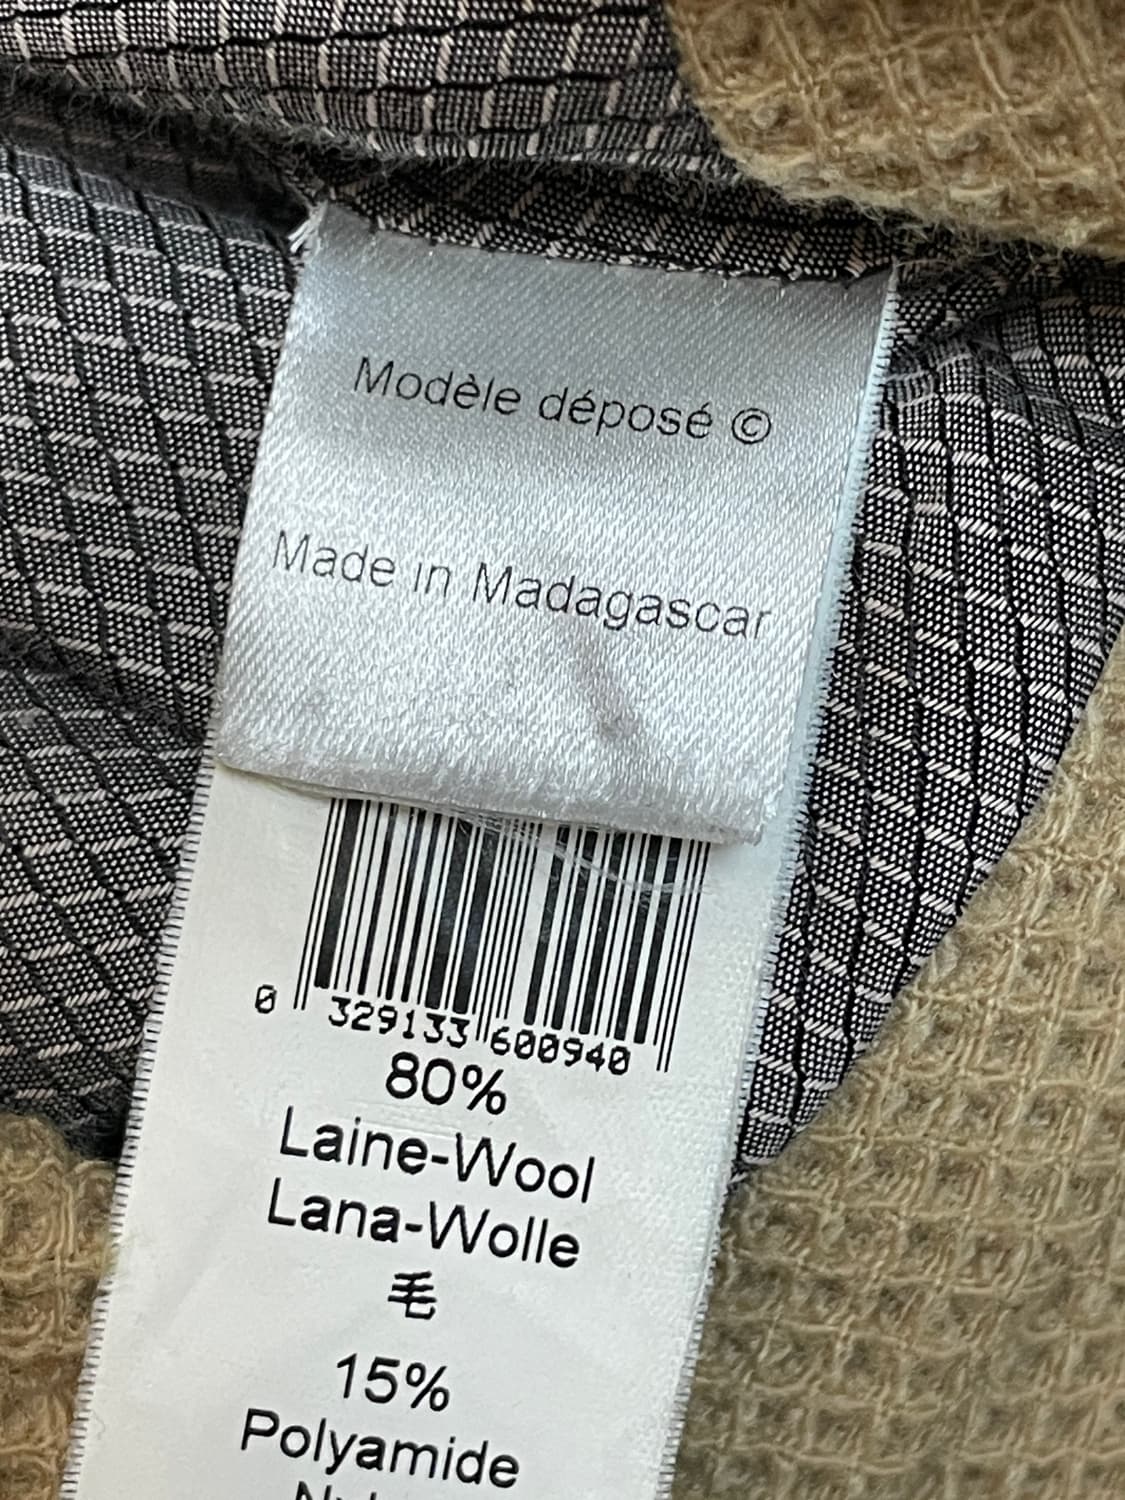 Modèle déposé ©
Made in Madagascar
0 329133 600940
80%
Laine-Wool
Lana-Wolle
毛
15%
Polyamide